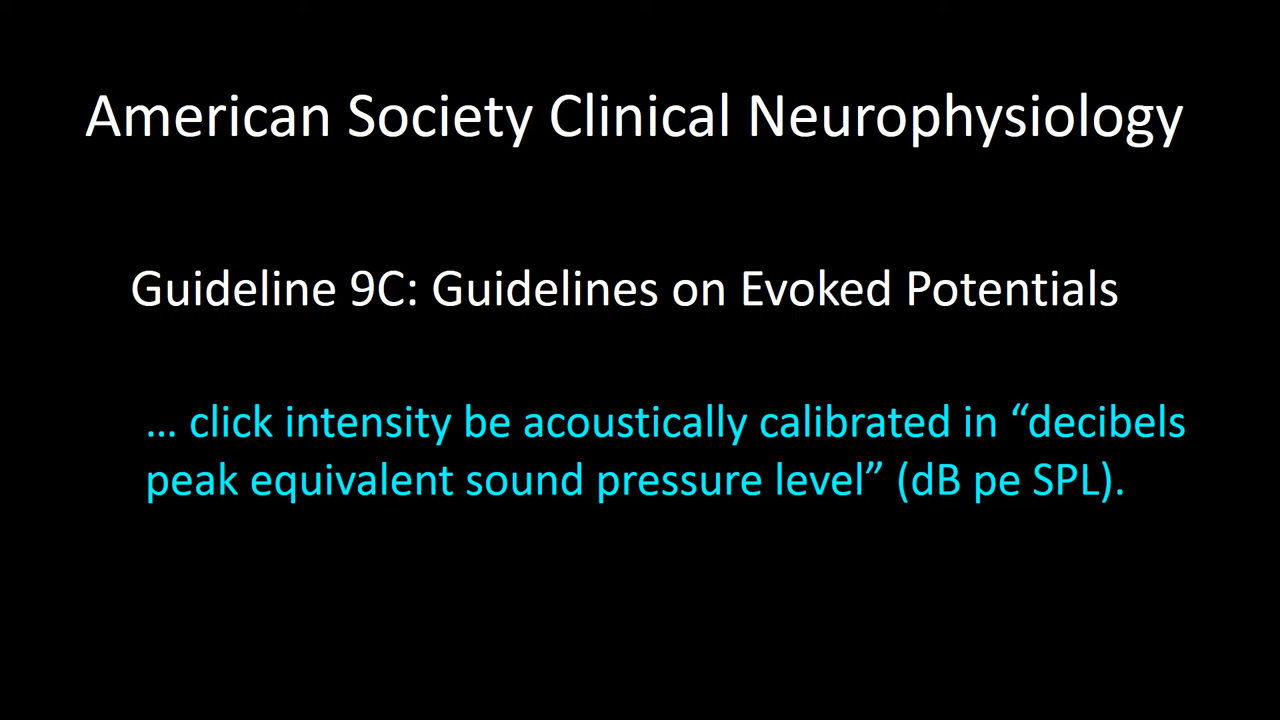 American Society Clinical Neurophysiology
Guideline 9C: Guidelines on Evoked Potentials
... click intensity be acoustically calibrated in “decibels
peak equivalent sound pressure level” (dB pe SPL).